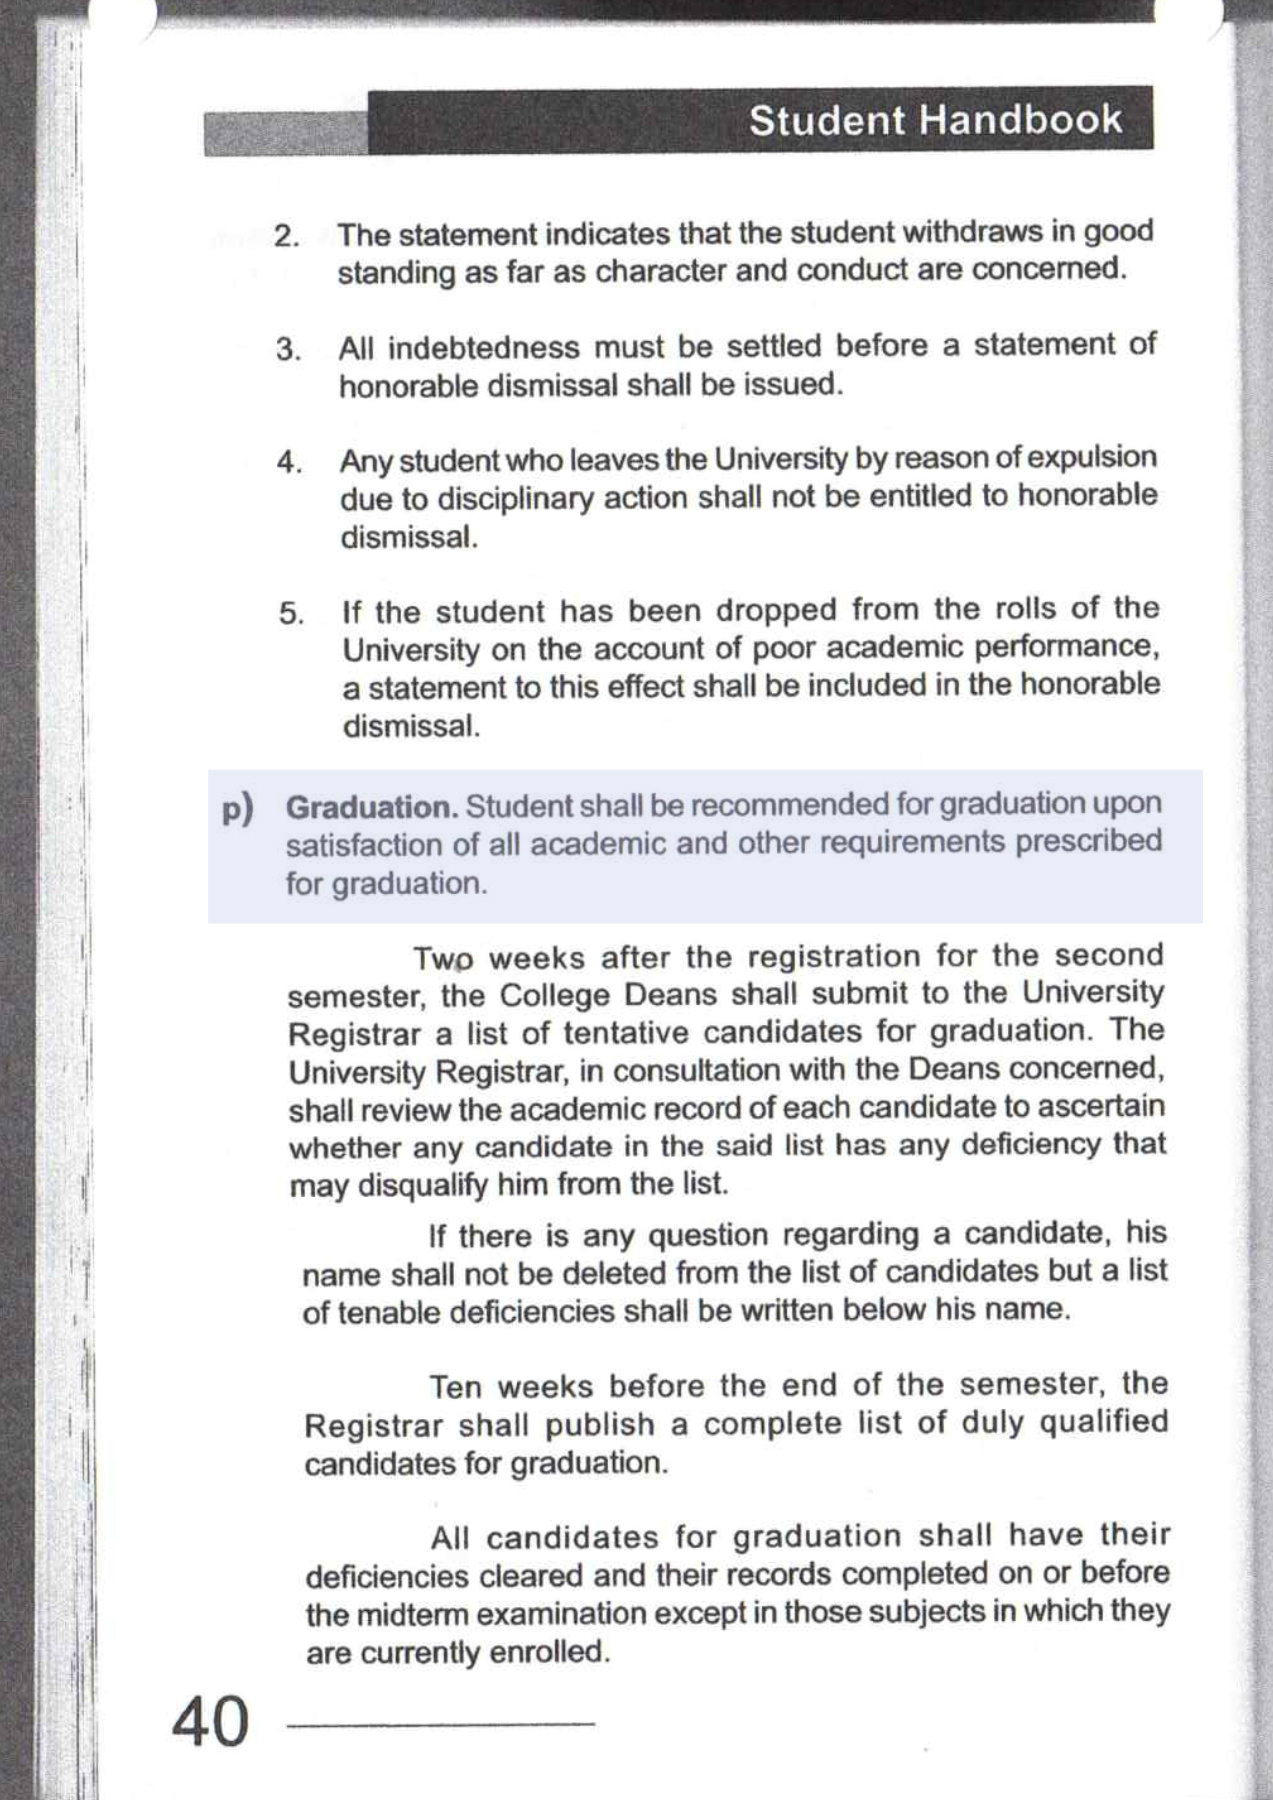 Student Handbook
2. The statement indicates that the student withdraws in good
standing as far as character and conduct are concerned.
3. All indebtedness must be settled before a statement of
honorable dismissal shall be issued.
4. Any student who leaves the University by reason of expulsion
due to disciplinary action shall not be entitled to honorable
dismissal.
5. If the student has been dropped from the rolls of the
University on the account of poor academic performance,
a statement to this effect shall be included in the honorable
dismissal.
p) Graduation. Student shall be recommended for graduation upon
satisfaction of all academic and other requirements prescribed
for graduation.
Two weeks after the registration for the second
semester, the College Deans shall submit to the University
Registrar a list of tentative candidates for graduation. The
University Registrar, in consultation with the Deans concerned,
shall review the academic record of each candidate to ascertain
whether any candidate in the said list has any deficiency that
may disqualify him from the list.
If there is any question regarding a candidate, his
name shall not be deleted from the list of candidates but a list
of tenable deficiencies shall be written below his name.
Ten weeks before the end of the semester, the
Registrar shall publish a complete list of duly qualified
candidates for graduation.
All candidates for graduation shall have their
deficiencies cleared and their records completed on or before
the midterm examination except in those subjects in which they
are currently enrolled.
40